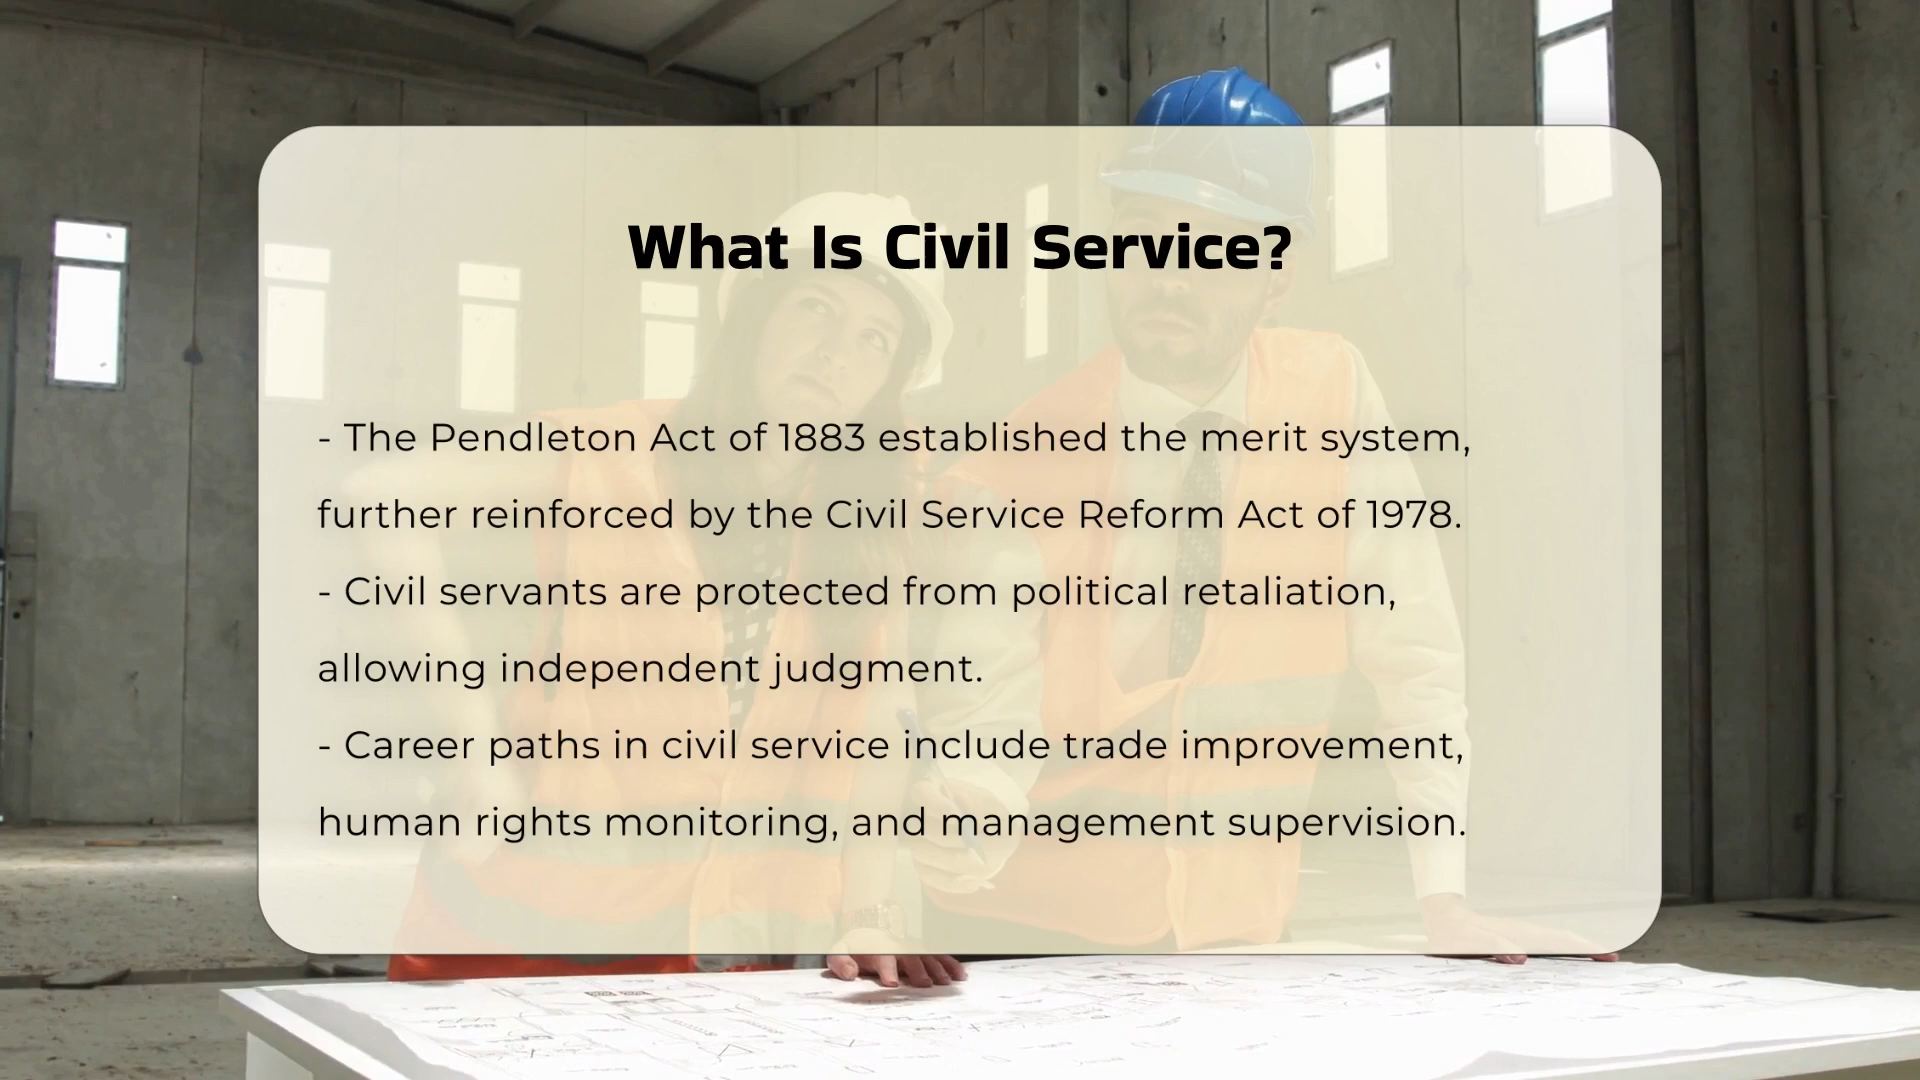 What Is Civil Service?
- The Pendleton Act of 1883 established the merit system,
further reinforced by the Civil Service Reform Act of 1978.
- Civil servants are protected from political retaliation,
allowing independent judgment.
- Career paths in civil service include trade improvement,
human rights monitoring, and management supervision.